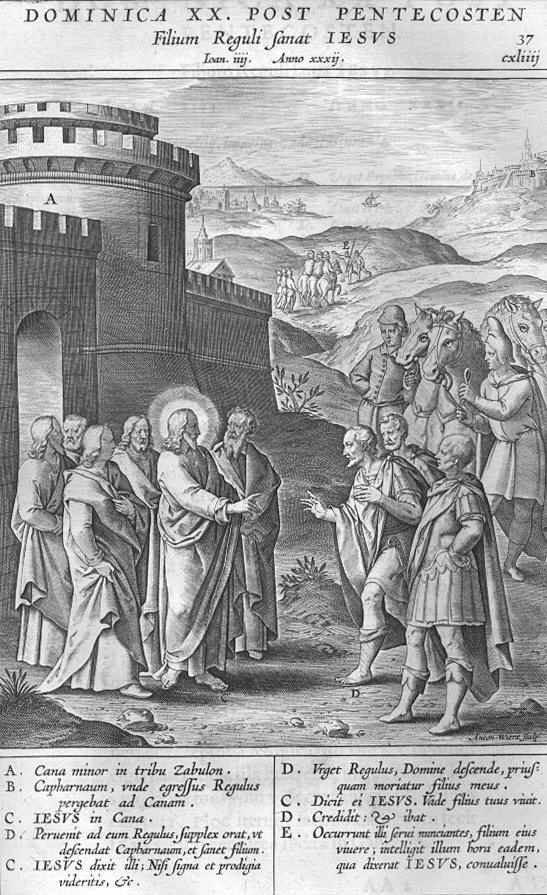 DOMINICA XX. POST PENTECOSTEN
Filium Reguli sanat IESVS
37
Ioan. iiij. Anno xxxij.
cxliiij
A
B
E
C
D
Anton. Wierx sculp
A. Cana minor in tribu Zabulon.
B. Capharnaum, vnde egressus Regulus
pergebat ad Canam.
C. IESVS in Cana.
D. Peruenit ad eum Regulus, supplex orat, vt
descendat Capharnaum, et sanet filium.
C. IESVS dixit illi; Nisi signa et prodigia
videritis, &c.
D. Vrget Regulus, Domine descende, prius¬
quam moriatur filius meus.
C. Dicit ei IESVS. Vade filius tuus viuit.
D. Credidit: & ibat.
E. Occurrunt illi serui nunciantes, filium eius
viuere; intelligit illum hora eadem,
qua dixerat IESVS, conualuisse.